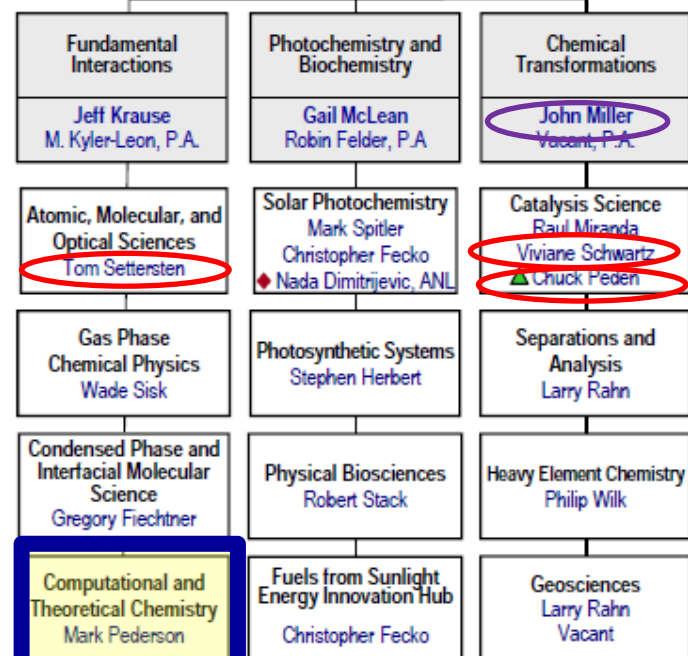 Fundamental
Interactions
Jeff Krause
M. Kyler-Leon, P.A.
Atomic, Molecular, and
Optical Sciences
Tom Settersten
Gas Phase
Chemical Physics
Wade Sisk
Condensed Phase and
Interfacial Molecular
Science
Gregory Fiechtner
Computational and
Theoretical Chemistry
Mark Pederson
Photochemistry and
Biochemistry
Gail McLean
Robin Felder, P.A
Solar Photochemistry
Mark Spitler
Christopher Fecko
Nada Dimitrijevic, ANL
Photosynthetic Systems
Stephen Herbert
Physical Biosciences
Robert Stack
Fuels from Sunlight
Energy Innovation Hub
Christopher Fecko
Chemical
Transformations
John Miller
Vacant, P.A.
Catalysis Science
Raul Miranda
Viviane Schwartz
Chuck Peden
Separations and
Analysis
Larry Rahn
Heavy Element Chemistry
Philip Wilk
Geosciences
Larry Rahn
Vacant